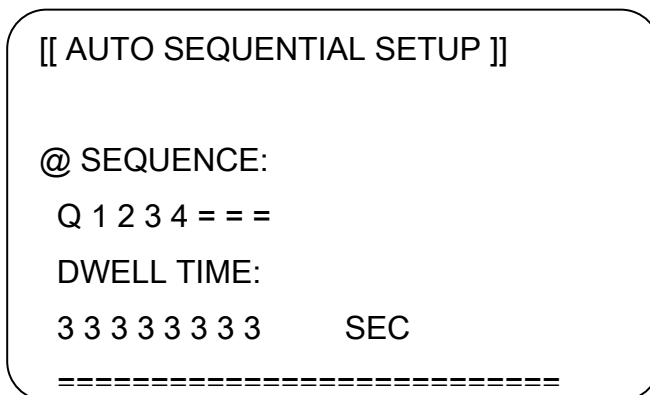 [[ AUTO SEQUENTIAL SETUP ]]
@ SEQUENCE:
Q 1 2 3 4 = = =
DWELL TIME:
3 3 3 3 3 3 3 3 SEC
===========================